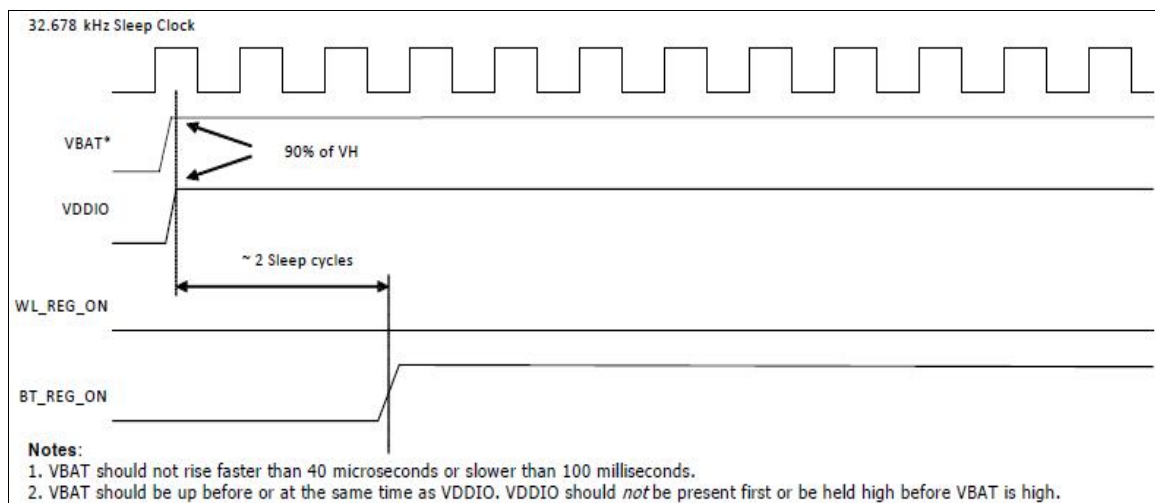 32.678 kHz Sleep Clock
VBAT*
90% of VH
VDDIO
~ 2 Sleep cycles
WL_REG_ON
BT_REG_ON
Notes:
1. VBAT should not rise faster than 40 microseconds or slower than 100 milliseconds.
2. VBAT should be up before or at the same time as VDDIO. VDDIO should not be present first or be held high before VBAT is high.